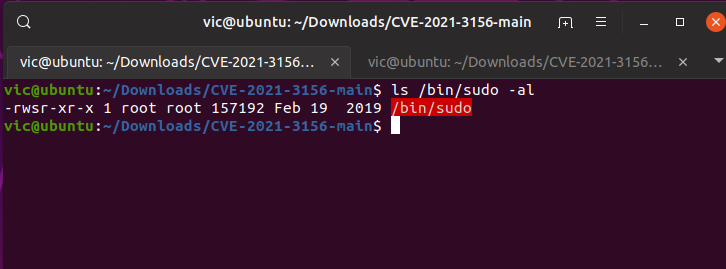 vic@ubuntu: ~/Downloads/CVE-2021-3156-main
vic@ubuntu: ~/Downloads/CVE-2021-3156... vic@ubuntu: ~/Downloads/CVE-2021-3156...
vic@ubuntu:~/Downloads/CVE-2021-3156-main$ ls /bin/sudo -al
-rwsr-xr-x 1 root root 157192 Feb 19  2019 /bin/sudo
vic@ubuntu:~/Downloads/CVE-2021-3156-main$